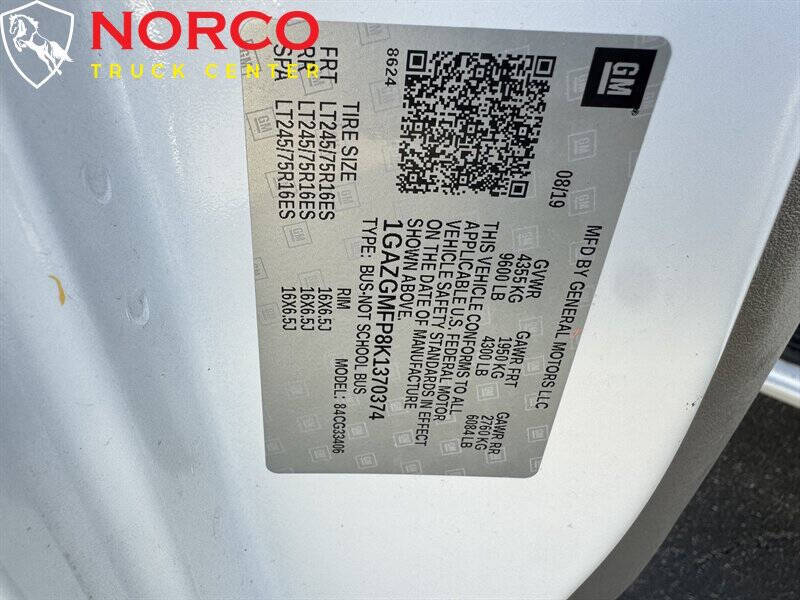 NORCO
TRUCK CENTER
GM
MFD BY GENERAL MOTORS LLC
08/19
GVWR GAWR FRT GAWR RR
4355 KG 1950 KG 2760 KG
9600 LB 4300 LB 6084 LB
THIS VEHICLE CONFORMS TO ALL
APPLICABLE U.S. FEDERAL MOTOR
VEHICLE SAFETY STANDARDS IN EFFECT
ON THE DATE OF MANUFACTURE
SHOWN ABOVE.
1GAZGMFP8K1370374
TYPE: BUS-NOT SCHOOL BUS
MODEL: 84CG33406
8624
TIRE SIZE RIM
FRT LT245/75R16ES 16X6.5J
RR LT245/75R16ES 16X6.5J
SPA LT245/75R16ES 16X6.5J